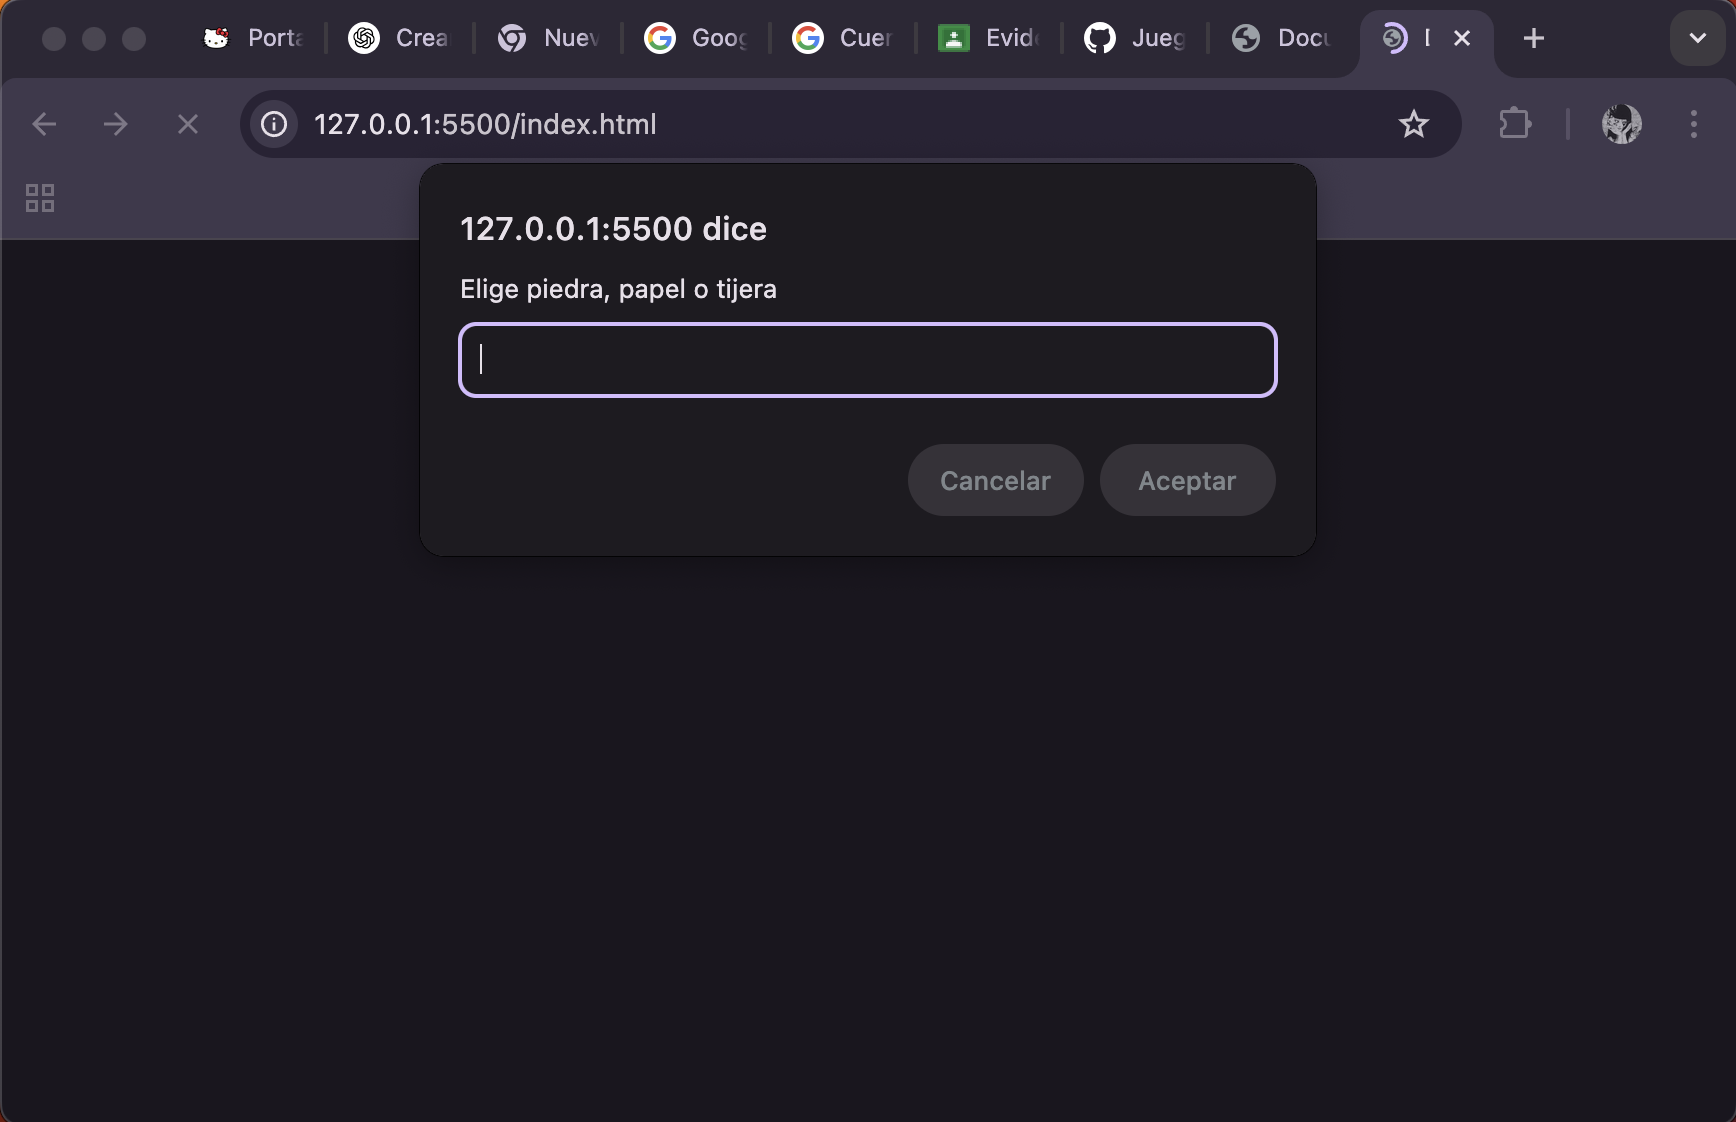 Porta
Crea
Nuev
Goog
Cuer
Evide
Jueg
Docu
127.0.0.1:5500/index.html
127.0.0.1:5500 dice
Elige piedra, papel o tijera
Cancelar
Aceptar